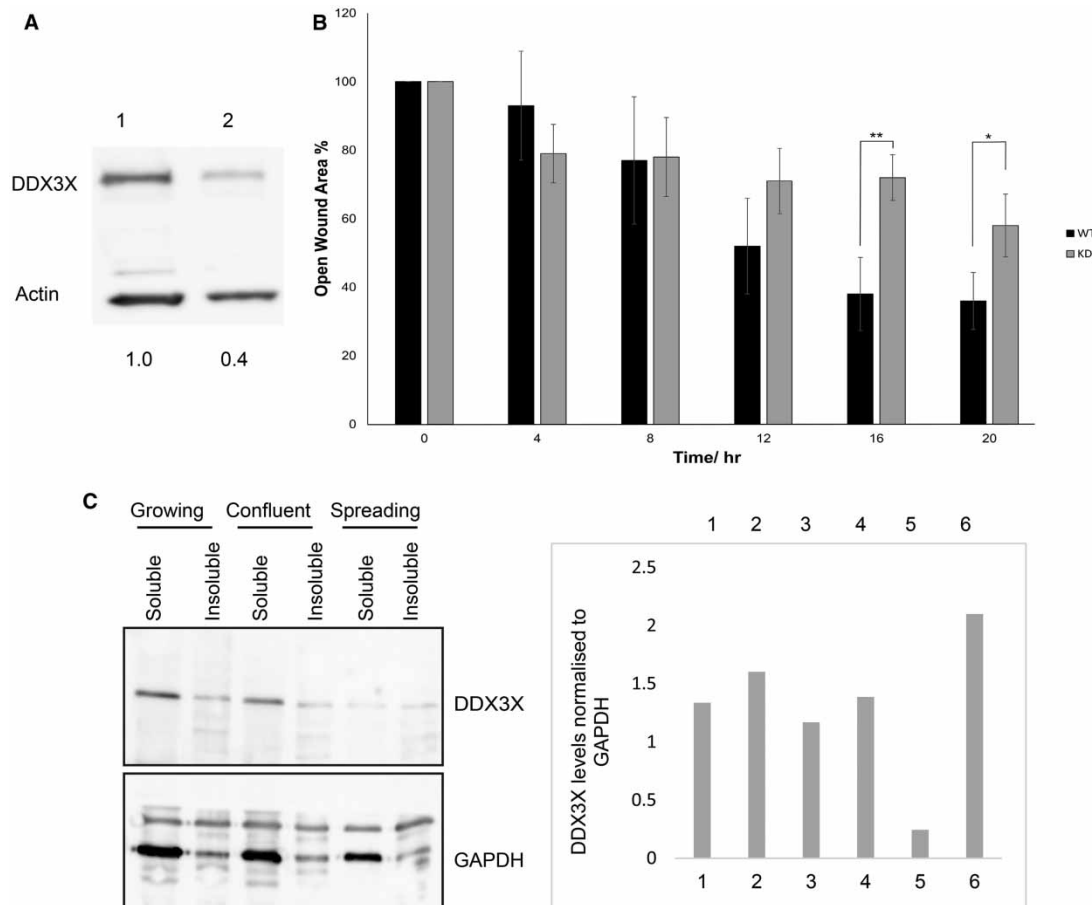 A
1 2
DDX3X
Actin
1.0 0.4
B
120
100
80
60
40
20
0
Open Wound Area %
** *
0 4 8 12 16 20
Time/ hr
WT
KD
C
Growing Confluent Spreading
Soluble Insoluble Soluble Insoluble Soluble Insoluble
DDX3X
GAPDH
1 2 3 4 5 6
2.5
2
1.5
1
0.5
0
DDX3X levels normalised to
GAPDH
1 2 3 4 5 6